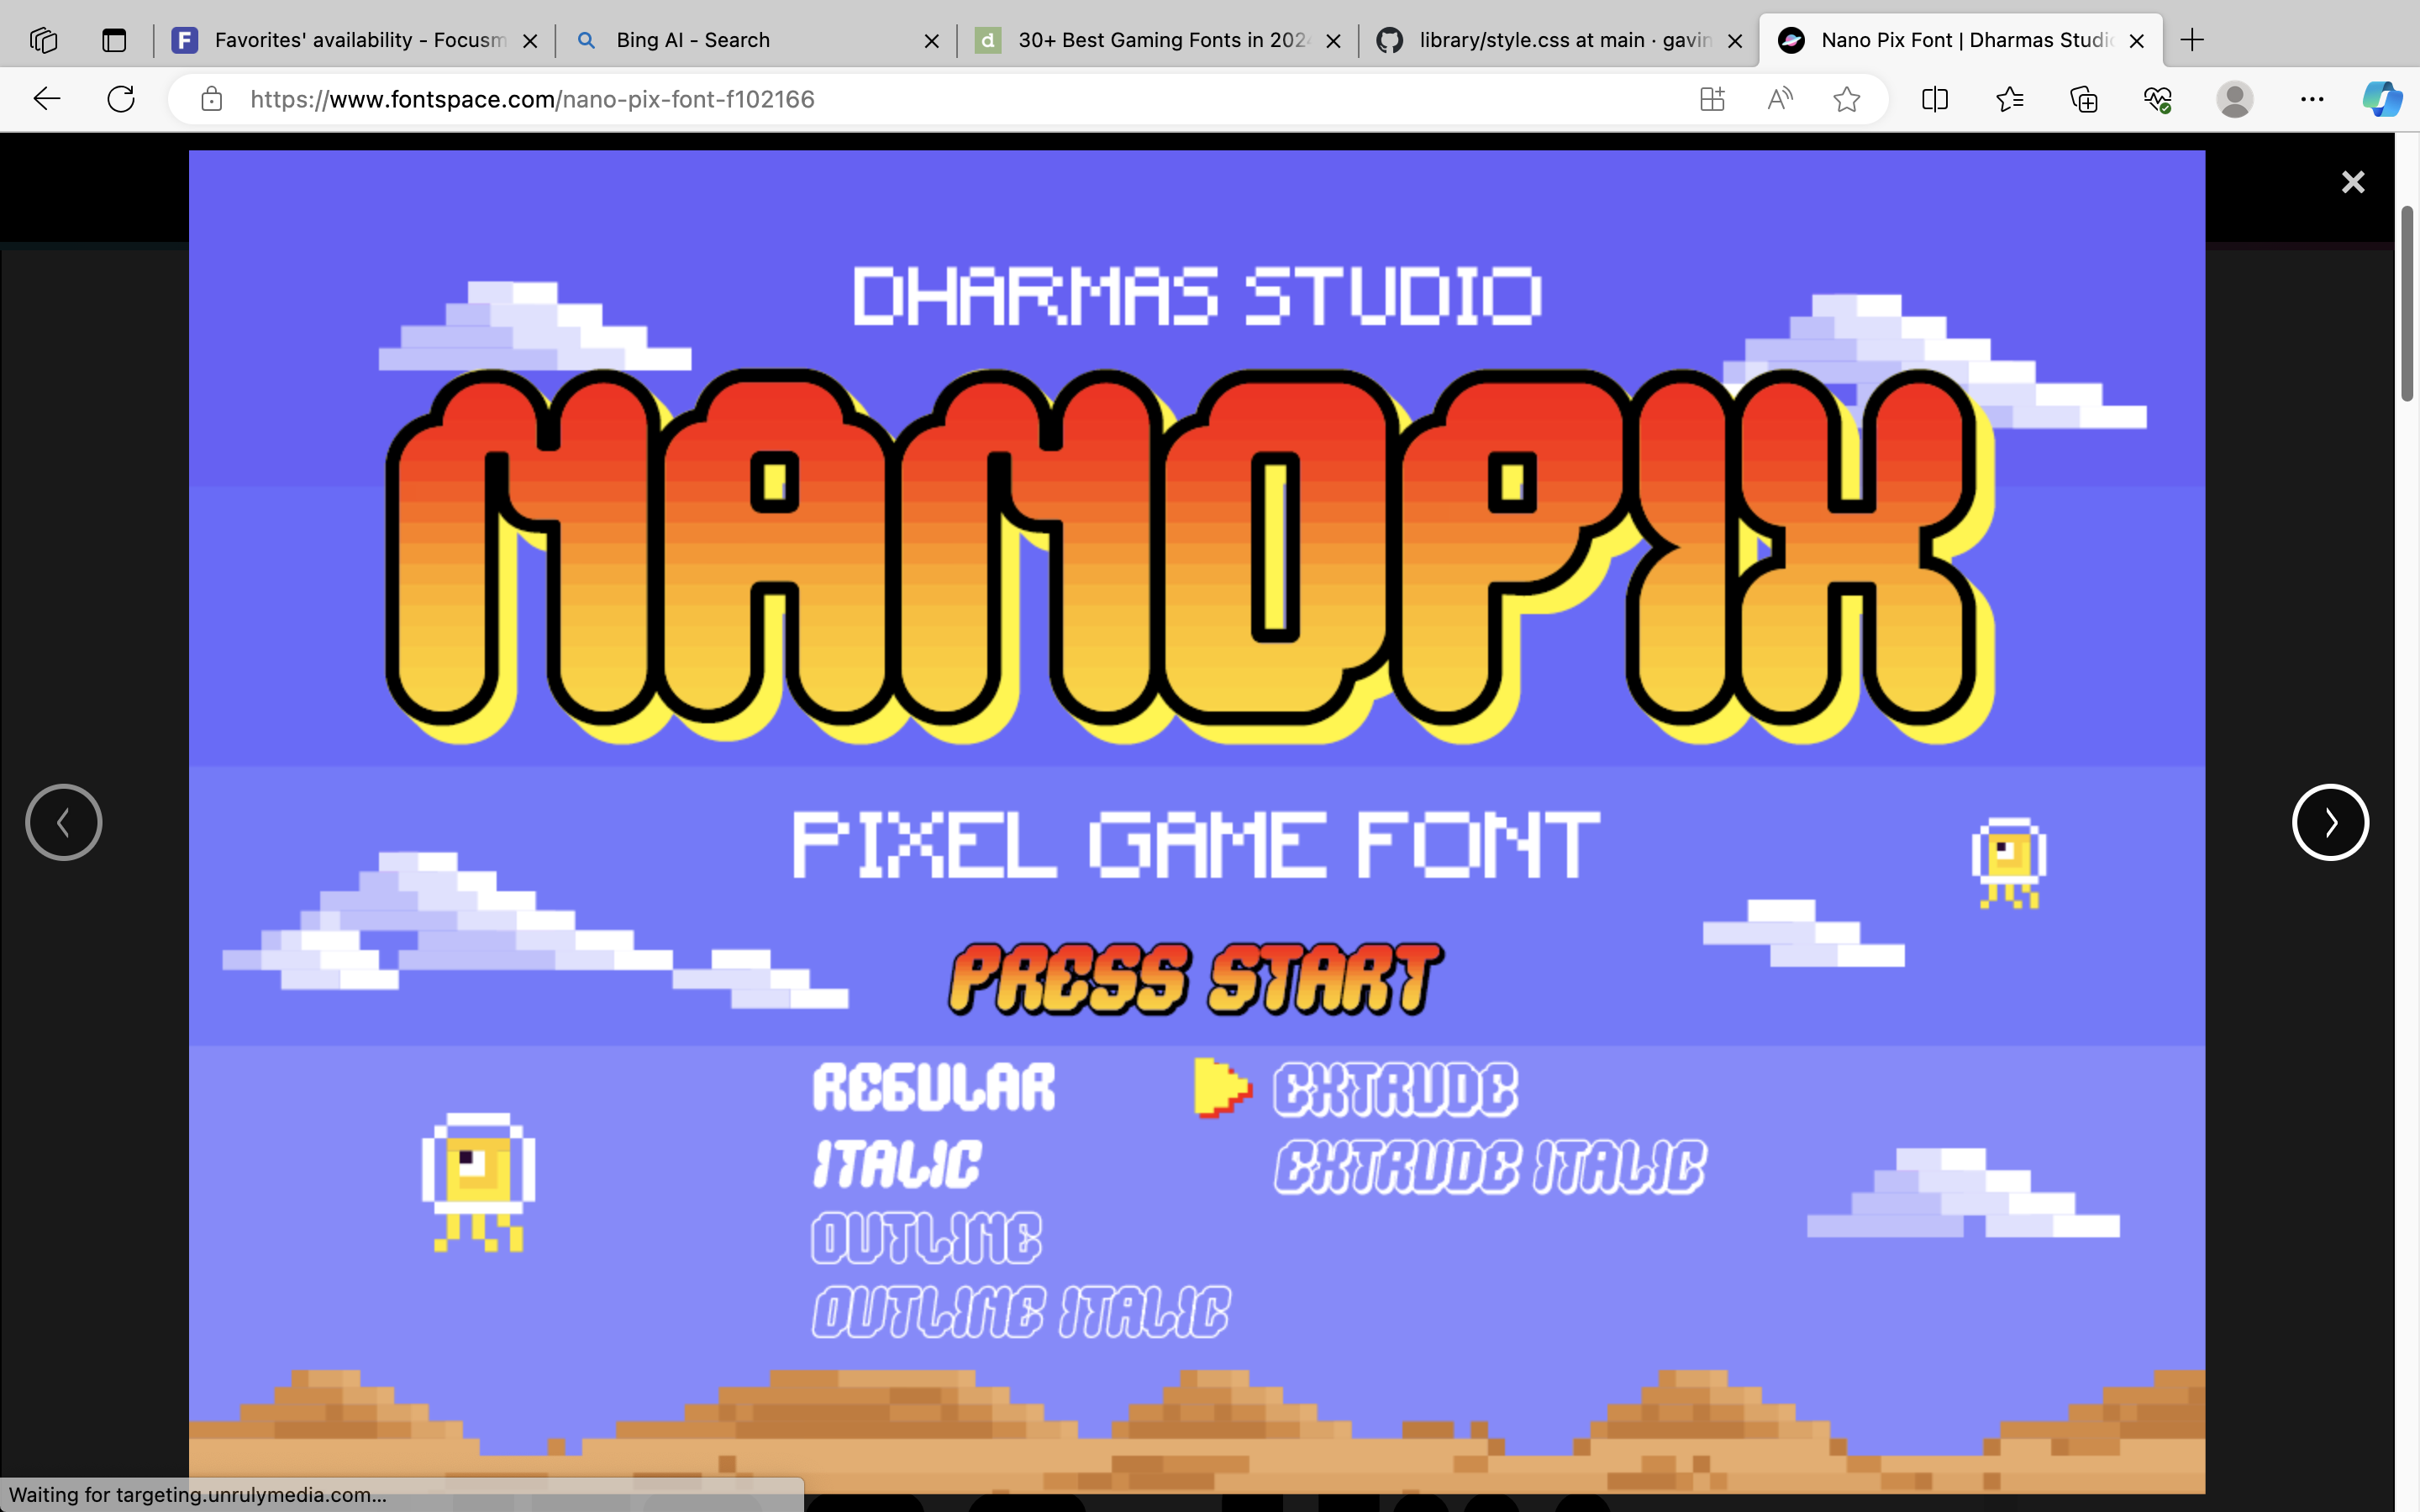 Favorites' availability - Focusm
Bing AI - Search
30+ Best Gaming Fonts in 202
library/style.css at main · gavin
Nano Pix Font | Dharmas Studio
https://www.fontspace.com/nano-pix-font-f102166
DHARMAS STUDIO
NANOPIX
PIXEL GAME FONT
PRESS START
REGULAR
EXTRUDE
ITALIC
EXTRUDE ITALIC
OUTLINE
OUTLINE ITALIC
Waiting for targeting.unrulymedia.com...